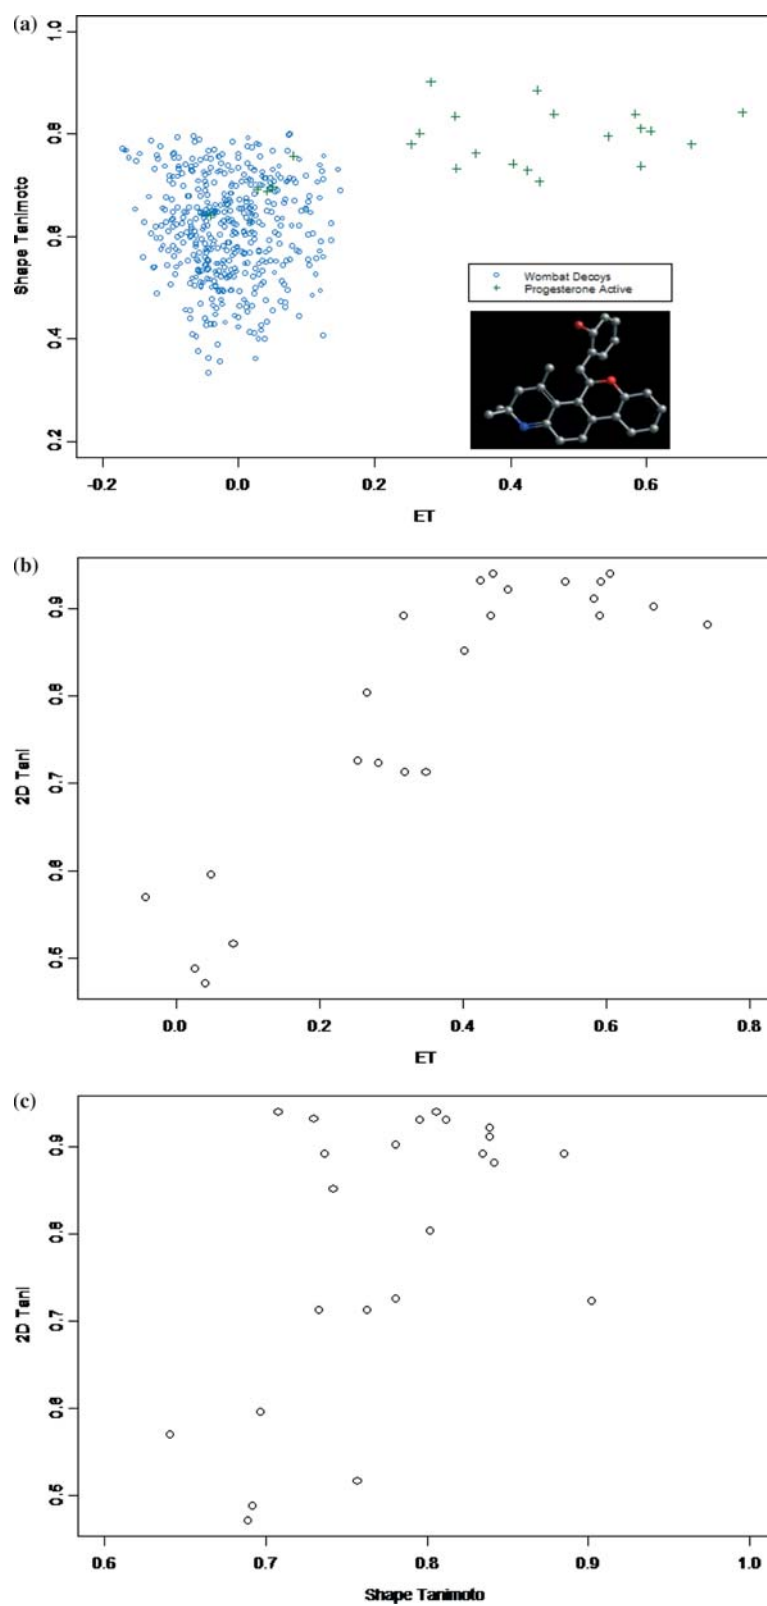 (a)
1.0
0.8
0.6
0.4
0.2
Shape Tanimoto
Wombat Decoys
Progesterone Active
-0.2 0.0 0.2 0.4 0.6
ET
(b)
0.9
0.8
0.7
0.6
0.5
2D Tani
0.0 0.2 0.4 0.6 0.8
ET
(c)
0.9
0.8
0.7
0.6
0.5
2D Tani
0.6 0.7 0.8 0.9 1.0
Shape Tanimoto